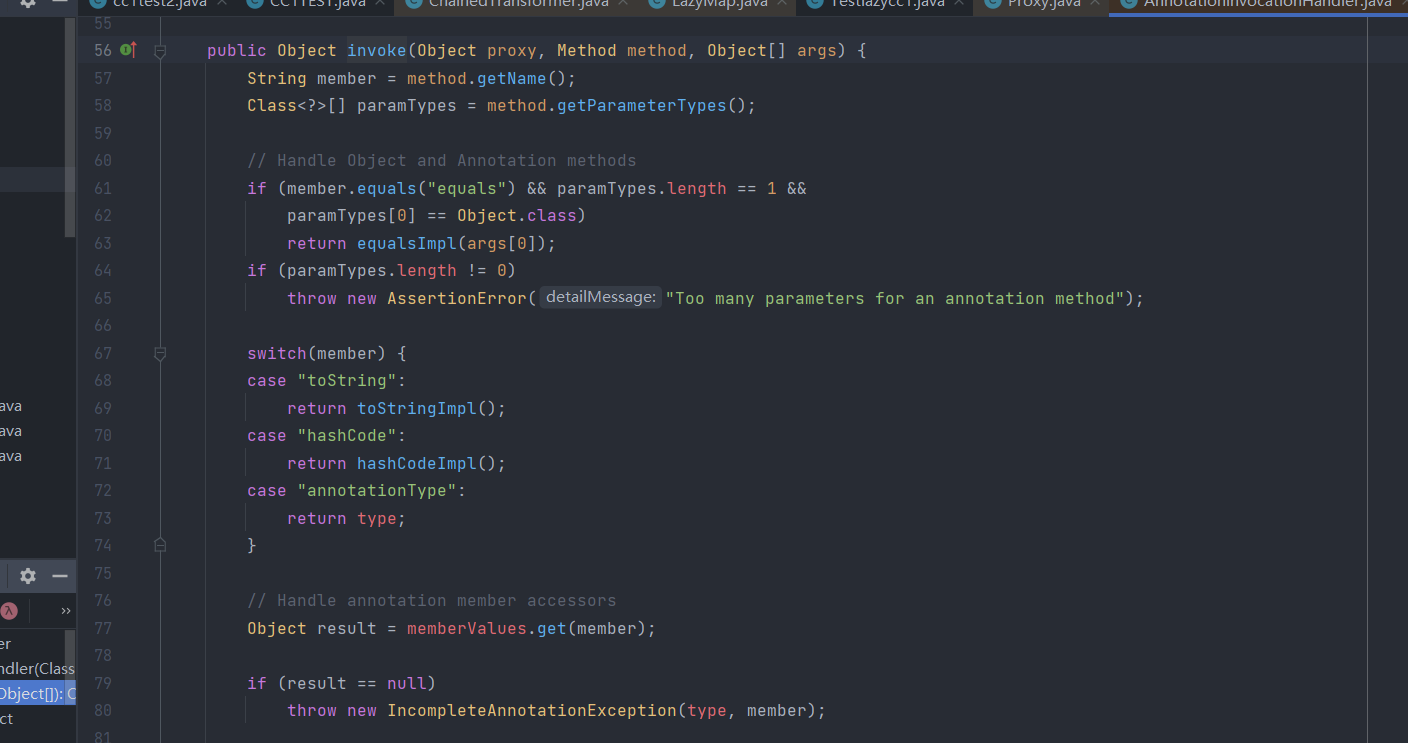 cc1test2.java CC1TEST.java ChainedTransformer.java LazyMap.java Testlazycc1.java Proxy.java AnnotationInvocationHandler.java
55
56 public Object invoke(Object proxy, Method method, Object[] args) {
57 String member = method.getName();
58 Class<?>[] paramTypes = method.getParameterTypes();
59
60 // Handle Object and Annotation methods
61 if (member.equals("equals") && paramTypes.length == 1 &&
62 paramTypes[0] == Object.class)
63 return equalsImpl(args[0]);
64 if (paramTypes.length != 0)
65 throw new AssertionError( detailMessage: "Too many parameters for an annotation method");
66
67 switch(member) {
68 case "toString":
69 return toStringImpl();
70 case "hashCode":
71 return hashCodeImpl();
72 case "annotationType":
73 return type;
74 }
75
76 // Handle annotation member accessors
77 Object result = memberValues.get(member);
78
79 if (result == null)
80 throw new IncompleteAnnotationException(type, member);
81
ava
ava
ava
λ »
er
ndler(Class
Object[]): O
ct